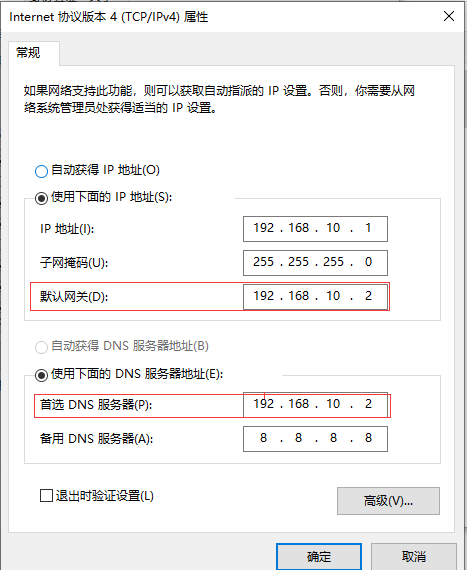 Internet 协议版本 4 (TCP/IPv4) 属性
常规
如果网络支持此功能，则可以获取自动指派的 IP 设置。否则，你需要从网
络系统管理员处获得适当的 IP 设置。
自动获得 IP 地址(O)
使用下面的 IP 地址(S):
IP 地址(I): 192 . 168 . 10 . 1
子网掩码(U): 255 . 255 . 255 . 0
默认网关(D): 192 . 168 . 10 . 2
自动获得 DNS 服务器地址(B)
使用下面的 DNS 服务器地址(E):
首选 DNS 服务器(P): 192 . 168 . 10 . 2
备用 DNS 服务器(A): 8 . 8 . 8 . 8
退出时验证设置(L)
高级(V)...
确定 取消